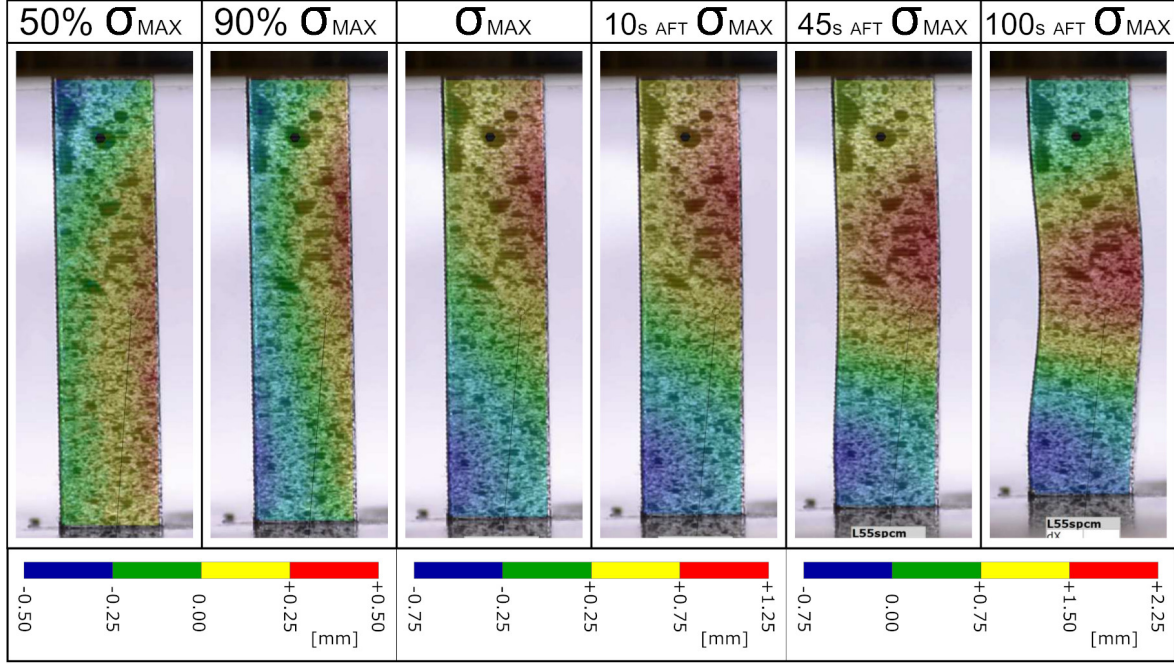 50% σMAX 90% σMAX σMAX 10s AFT σMAX 45s AFT σMAX 100s AFT σMAX
L55spcm L55spcm
dX
-0.50 -0.25 0.00 +0.25 +0.50 -0.75 -0.25 +0.25 +0.75 +1.25 -0.75 0.00 +0.75 +1.50 +2.25
[mm] [mm] [mm]